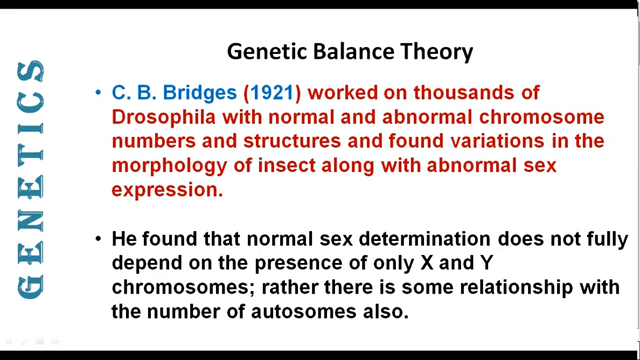 GENETICS
Genetic Balance Theory
• C. B. Bridges (1921) worked on thousands of
Drosophila with normal and abnormal chromosome
numbers and structures and found variations in the
morphology of insect along with abnormal sex
expression.
• He found that normal sex determination does not fully
depend on the presence of only X and Y
chromosomes; rather there is some relationship with
the number of autosomes also.